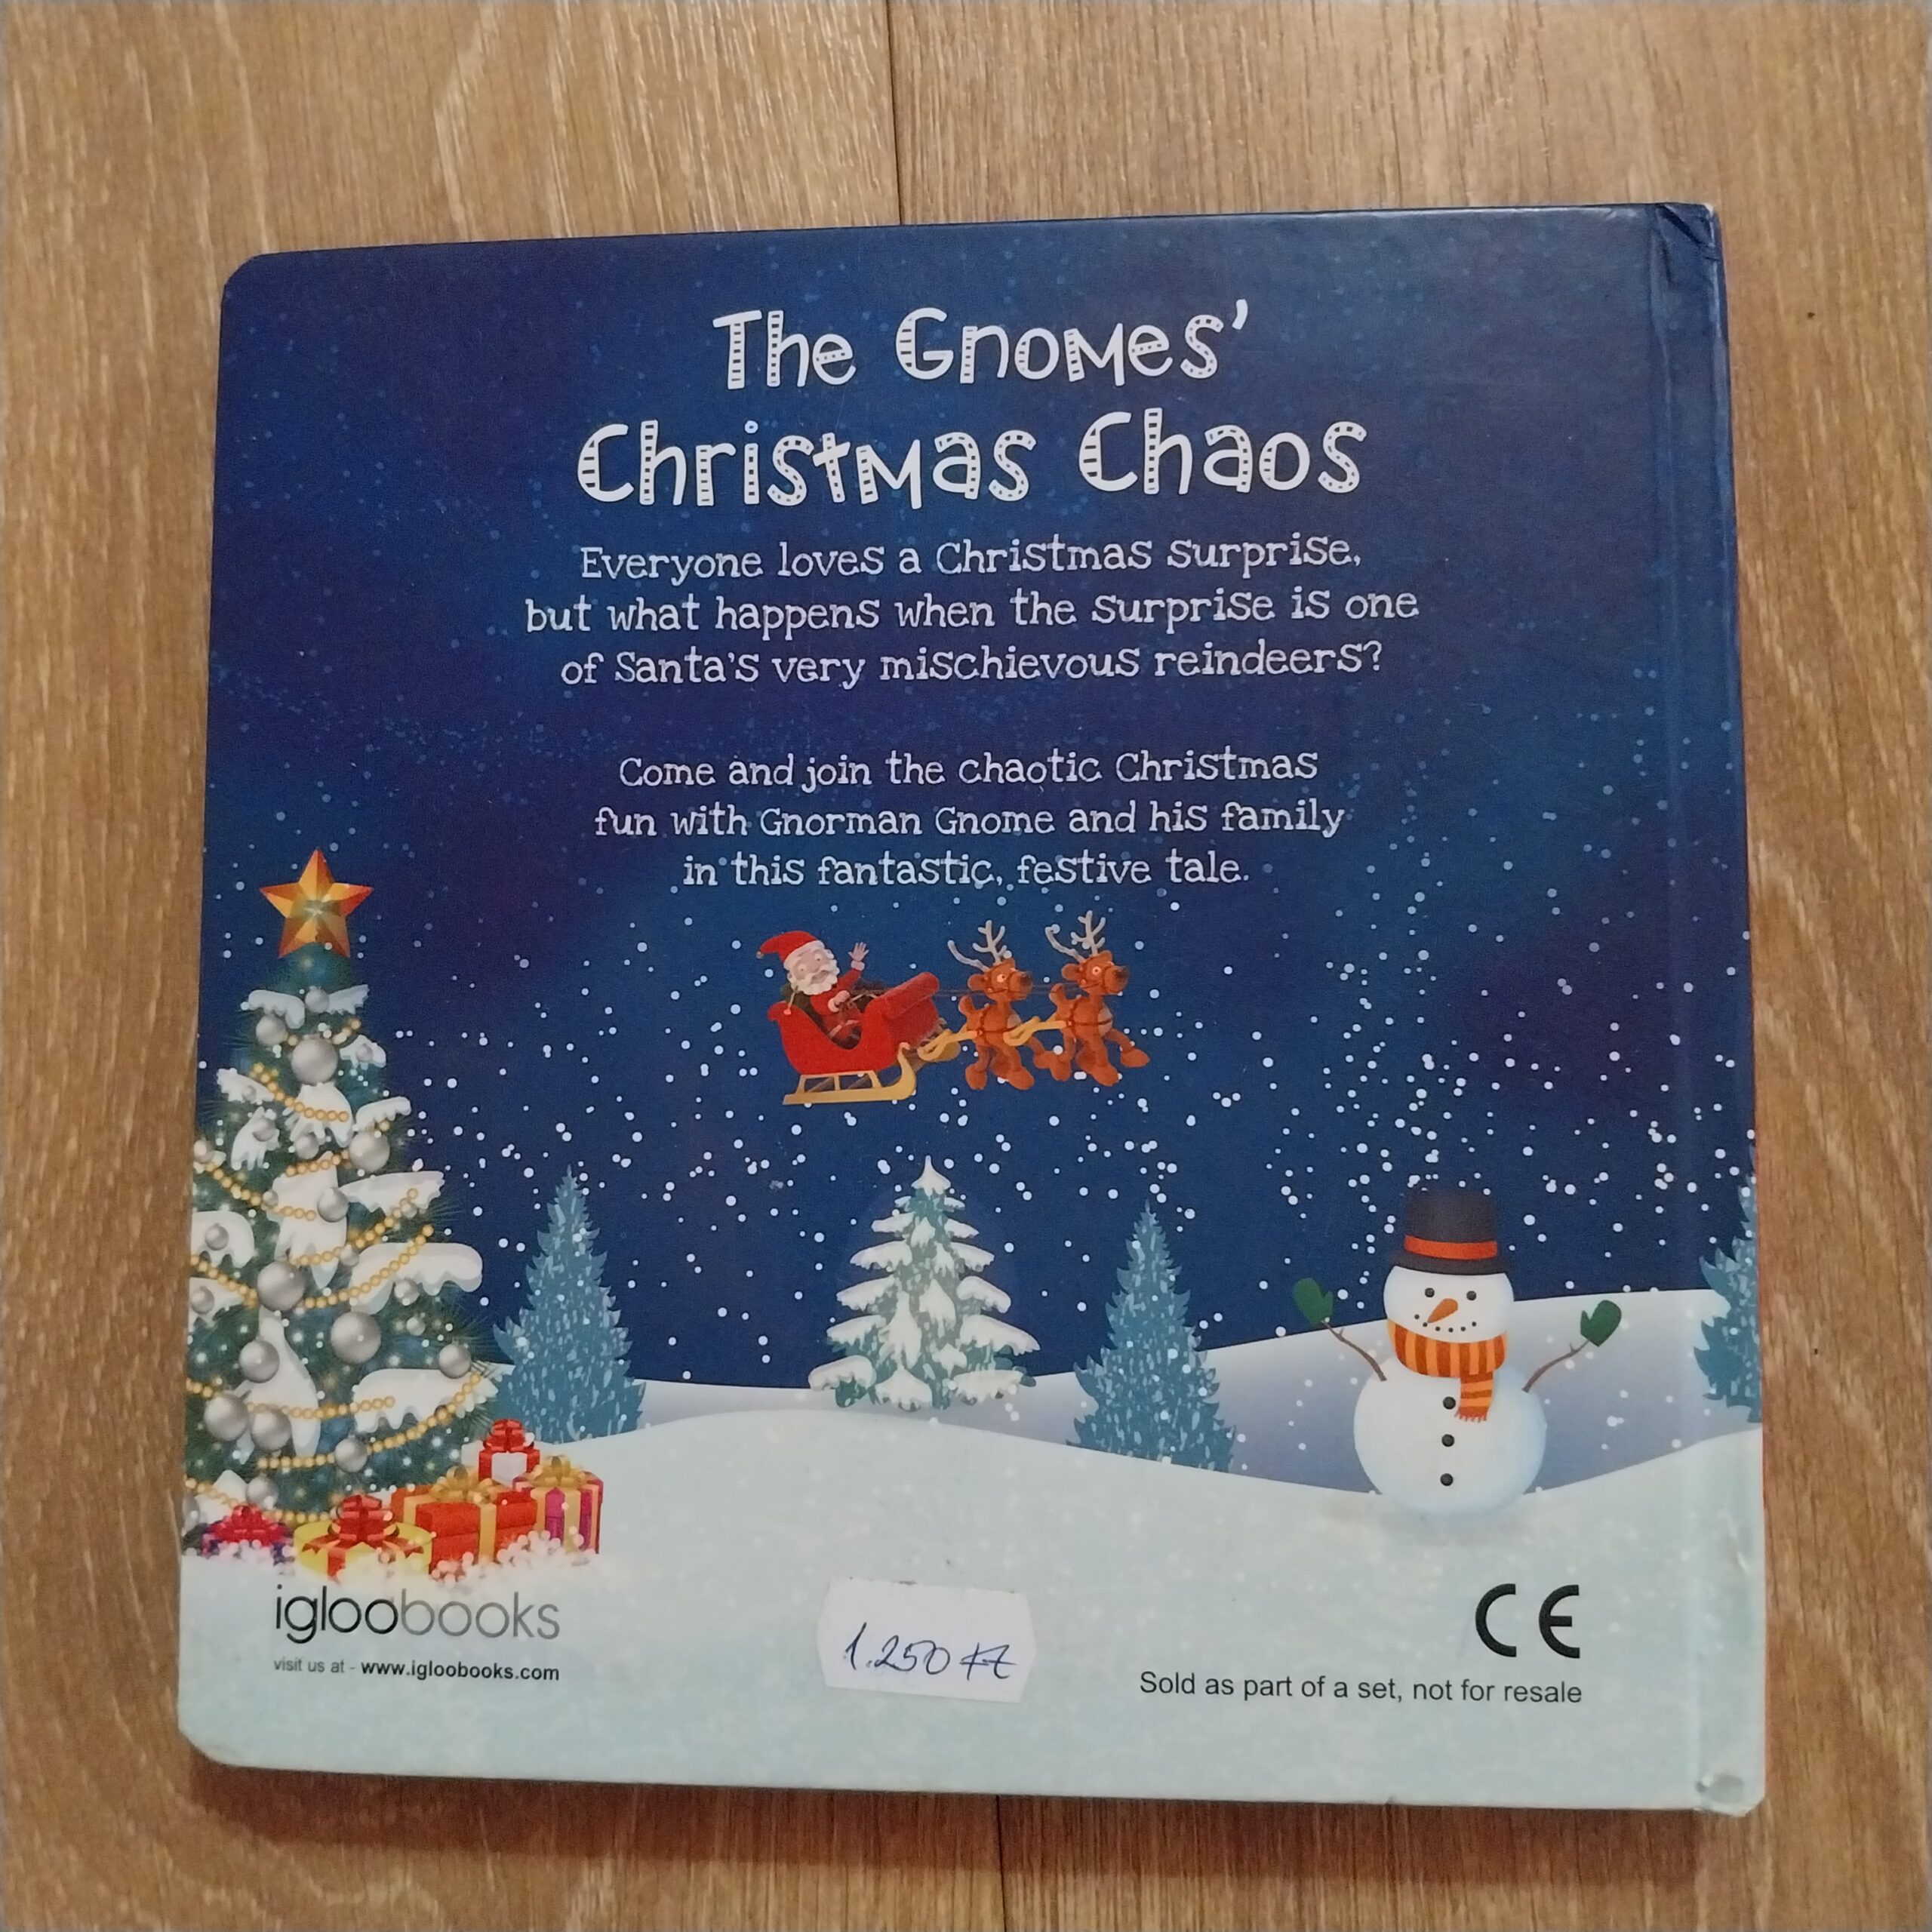 The Gnomes'
Christmas Chaos
Everyone loves a Christmas surprise,
but what happens when the surprise is one
of Santa's very mischievous reindeers?
Come and join the chaotic Christmas
fun with Gnorman Gnome and his family
in this fantastic, festive tale.
igloobooks
visit us at - www.igloobooks.com
1.250 Ft
CE
Sold as part of a set, not for resale